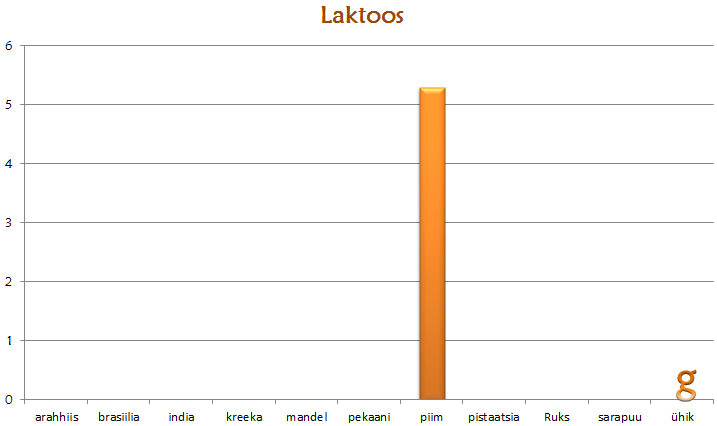 Laktoos
6
5
4
3
2
1
0
g
arahhiis brasiilia india kreeka mandel pekaani piim pistaatsia Ruks sarapuu ühik